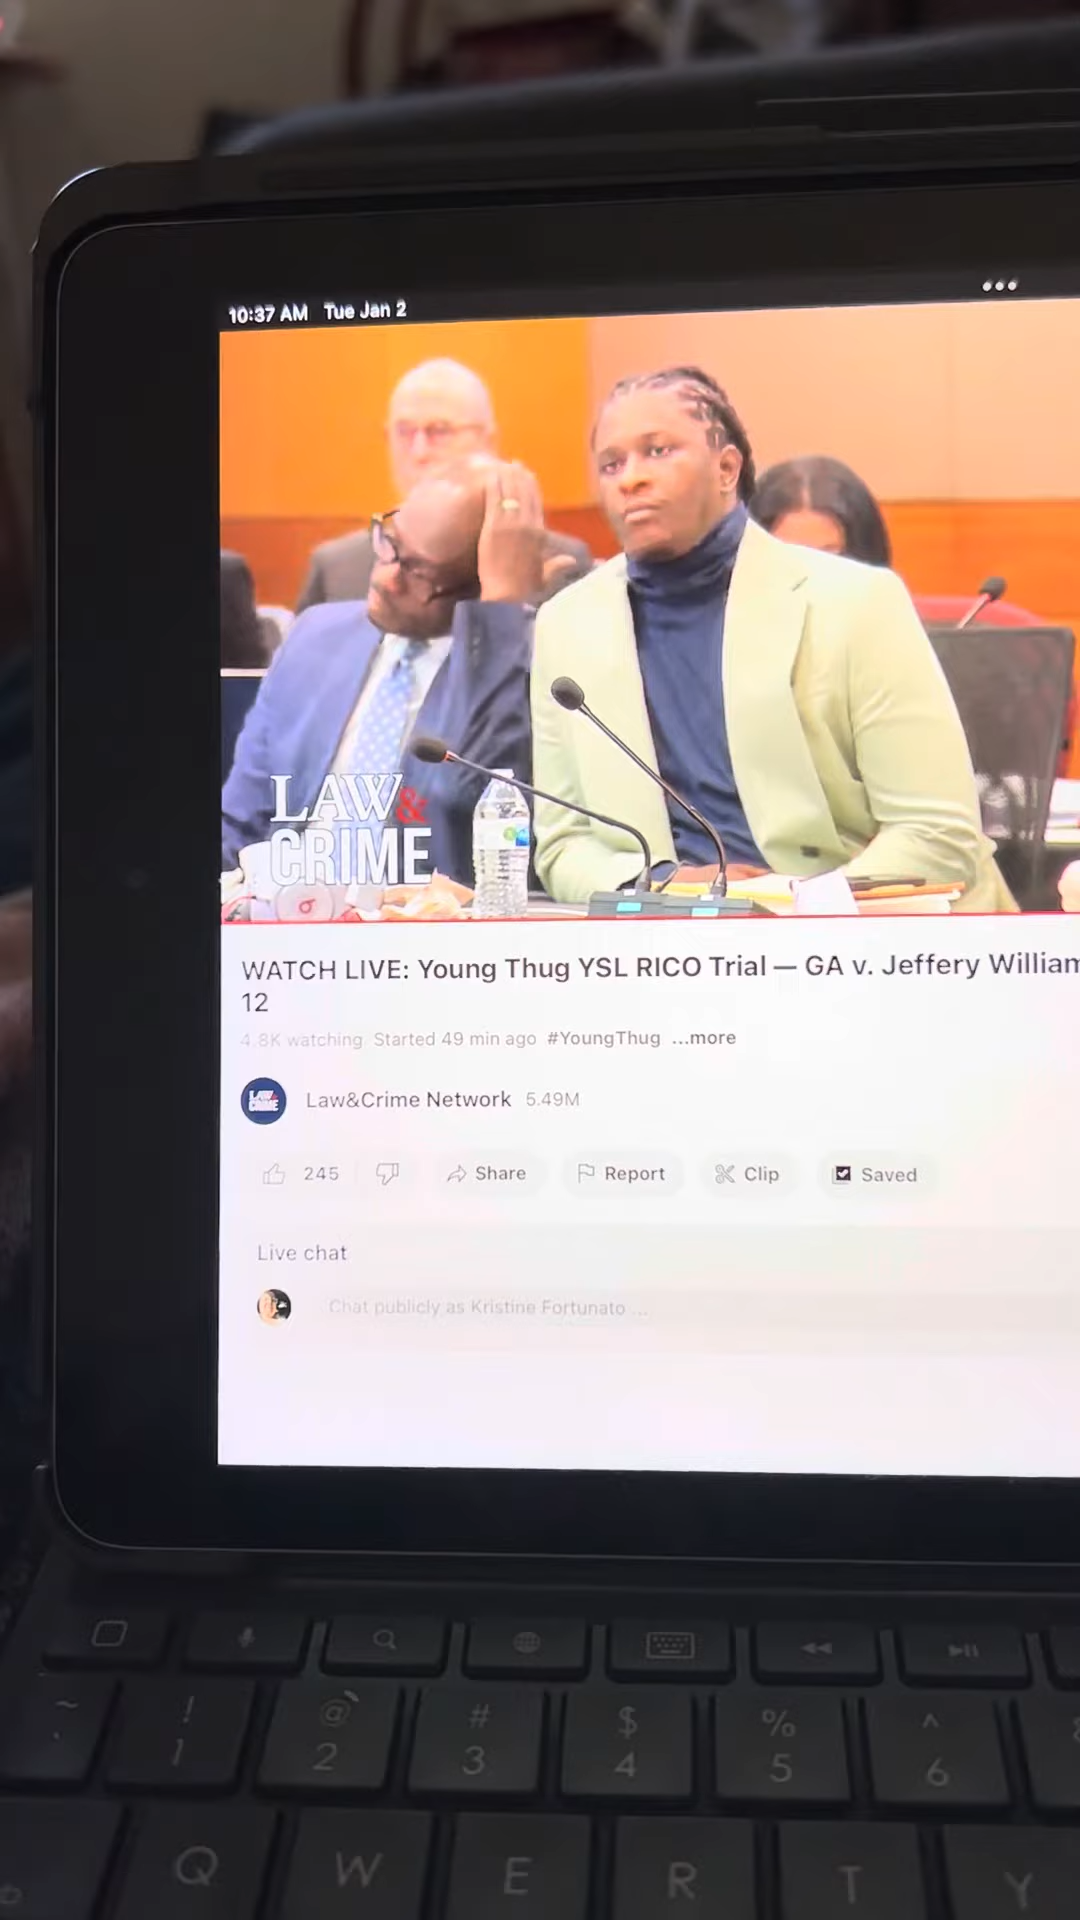 10:37 AM Tue Jan 2
LAW&
CRIME
WATCH LIVE: Young Thug YSL RICO Trial — GA v. Jeffery William
12
4.8K watching Started 49 min ago #YoungThug ...more
LAW&
CRIME
Law&Crime Network 5.49M
245 Share Report Clip Saved
Live chat
Chat publicly as Kristine Fortunato ...
~ ! @ # $ % ^
1 2 3 4 5 6
Q W E R T Y